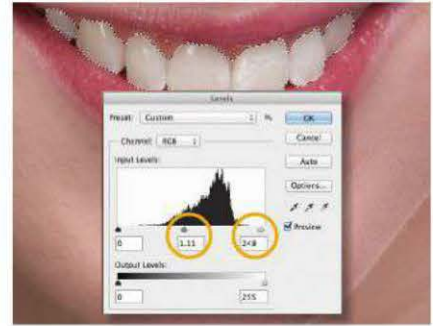 Levels
Preset: Custom
OK
Channel: RGB
Cancel
Input Levels:
Auto
Options...
Preview
0
1.11
248
Output Levels:
0
255